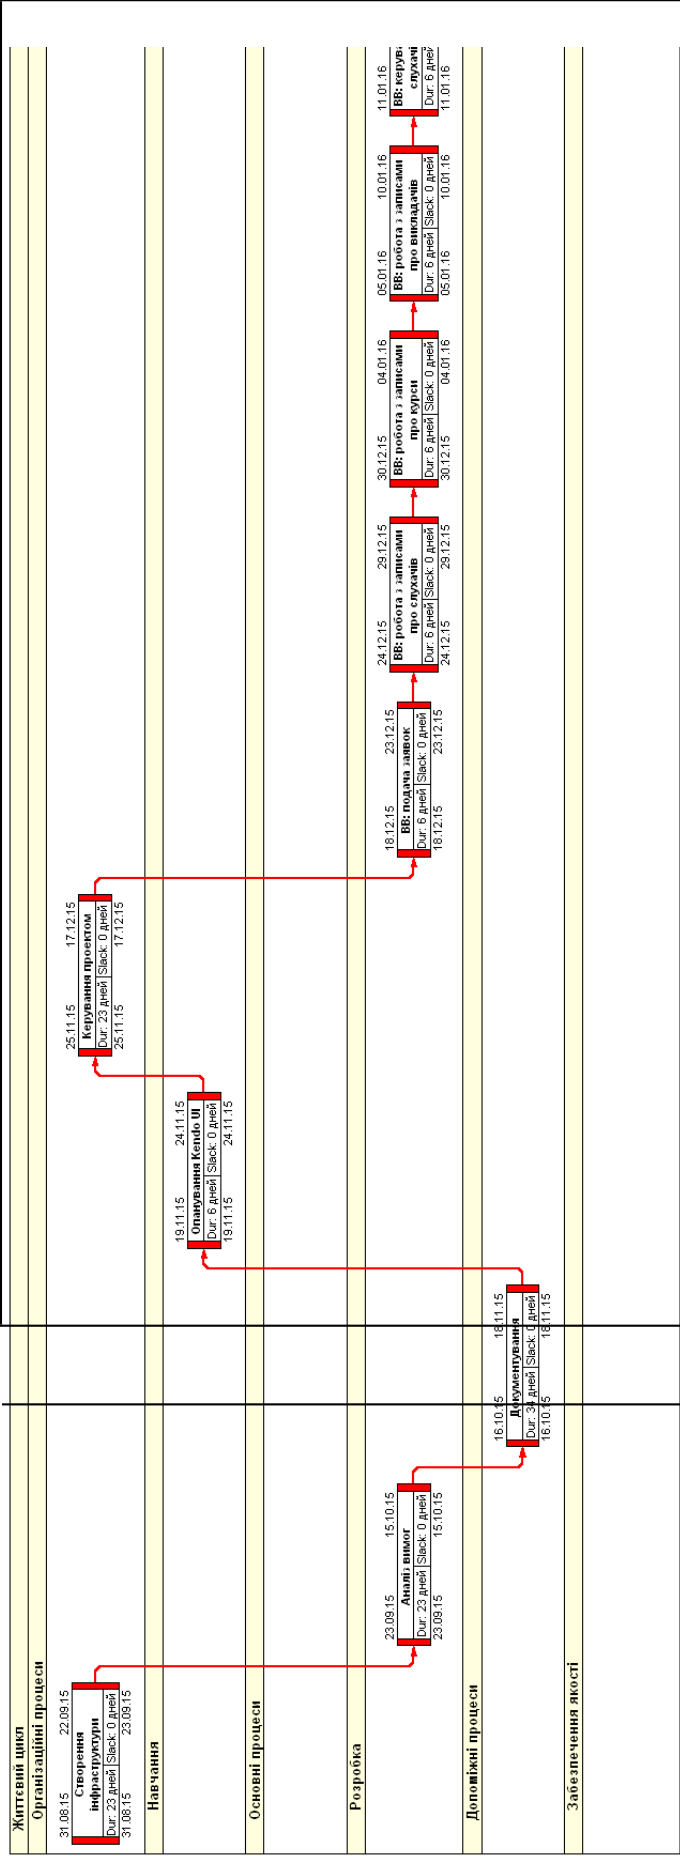 Життєвий цикл
Організаційні процеси
31.08.15 22.09.15
Створення
інфраструктури
Dur: 23 дней Slack: 0 дней
31.08.15 23.09.15
25.11.15 17.12.15
Керування проектом
Dur: 23 дней Slack: 0 дней
25.11.15 17.12.15
Навчання
19.11.15 24.11.15
Опанування Kendo UI
Dur: 6 дней Slack: 0 дней
19.11.15 24.11.15
Основні процеси
Розробка
23.09.15 15.10.15
Аналіз вимог
Dur: 23 дней Slack: 0 дней
23.09.15 15.10.15
18.12.15 23.12.15
ВВ: подача заявок
Dur: 6 дней Slack: 0 дней
18.12.15 23.12.15
24.12.15 29.12.15
ВВ: робота з записами
про слухачів
Dur: 6 дней Slack: 0 дней
24.12.15 29.12.15
30.12.15 04.01.16
ВВ: робота з записами
про курси
Dur: 6 дней Slack: 0 дней
30.12.15 04.01.16
05.01.16 10.01.16
ВВ: робота з записами
про викладачів
Dur: 6 дней Slack: 0 дней
05.01.16 10.01.16
11.01.16
ВВ: керува
слухачі
Dur: 6 дней
11.01.16
Допоміжні процеси
16.10.15 18.11.15
Документування
Dur: 34 дней Slack: 0 дней
16.10.15 18.11.15
Забезпечення якості